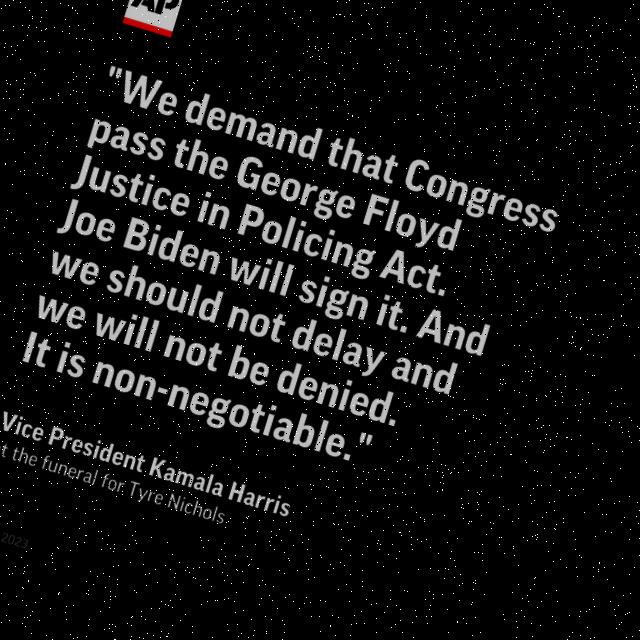 AP
"We demand that Congress
pass the George Floyd
Justice in Policing Act.
Joe Biden will sign it. And
we should not delay and
we will not be denied.
It is non-negotiable."
Vice President Kamala Harris
t the funeral for Tyre Nichols
2023